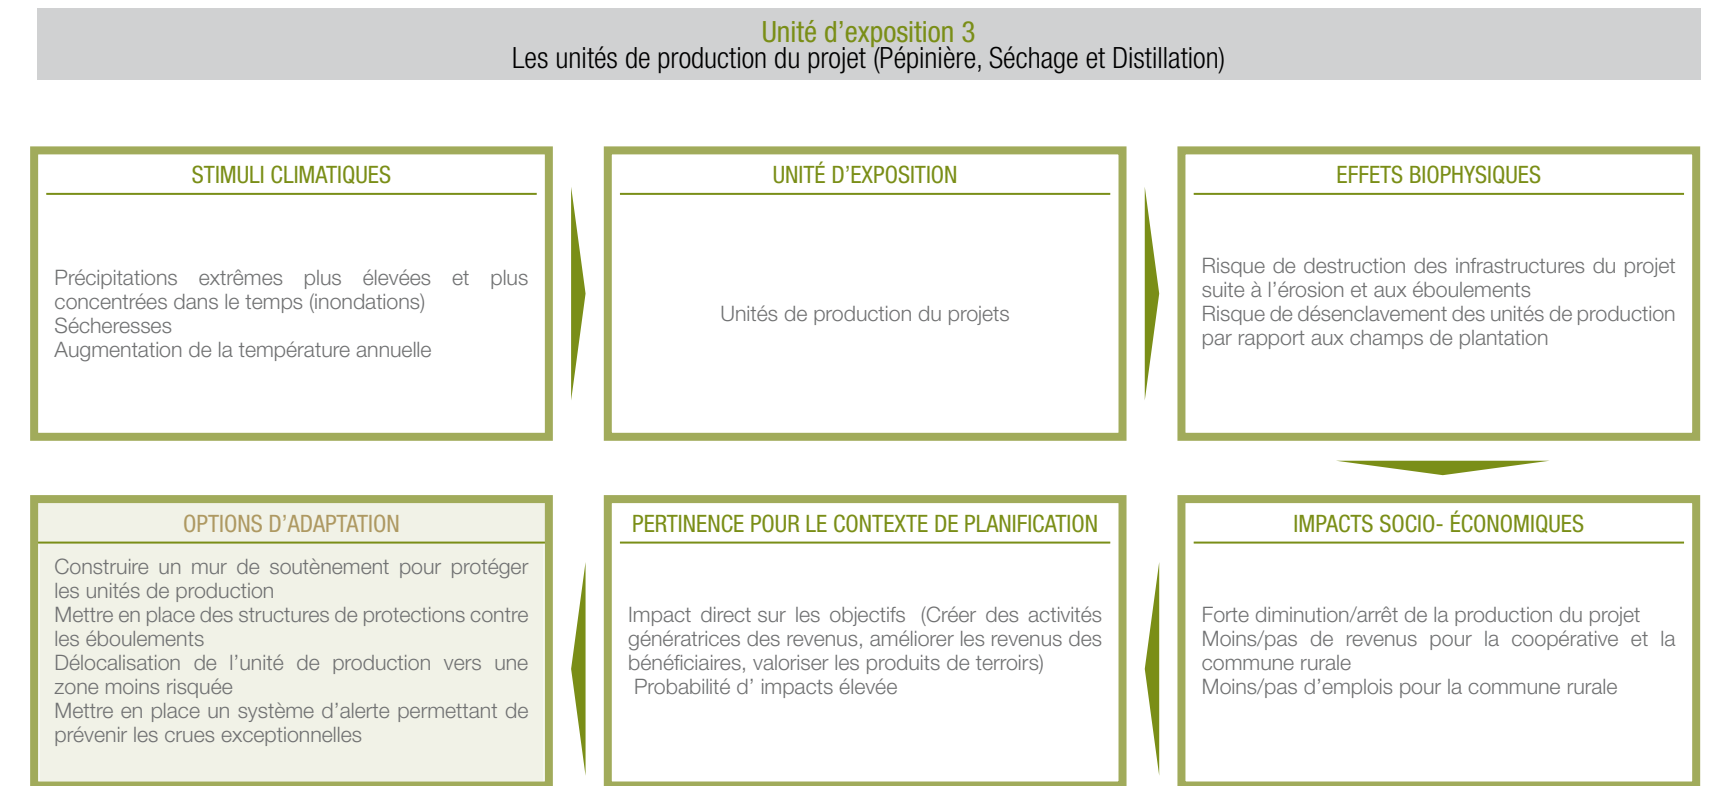 Unité d'exposition 3
Les unités de production du projet (Pépinière, Séchage et Distillation)
STIMULI CLIMATIQUES
Précipitations extrêmes plus élevées et plus
concentrées dans le temps (inondations)
Sécheresses
Augmentation de la température annuelle
UNITÉ D'EXPOSITION
Unités de production du projets
EFFETS BIOPHYSIQUES
Risque de destruction des infrastructures du projet
suite à l'érosion et aux éboulements
Risque de désenclavement des unités de production
par rapport aux champs de plantation
IMPACTS SOCIO- ÉCONOMIQUES
Forte diminution/arrêt de la production du projet
Moins/pas de revenus pour la coopérative et la
commune rurale
Moins/pas d'emplois pour la commune rurale
PERTINENCE POUR LE CONTEXTE DE PLANIFICATION
Impact direct sur les objectifs (Créer des activités
génératrices des revenus, améliorer les revenus des
bénéficiaires, valoriser les produits de terroirs)
Probabilité d' impacts élevée
OPTIONS D'ADAPTATION
Construire un mur de soutènement pour protéger
les unités de production
Mettre en place des structures de protections contre
les éboulements
Délocalisation de l'unité de production vers une
zone moins risquée
Mettre en place un système d'alerte permettant de
prévenir les crues exceptionnelles